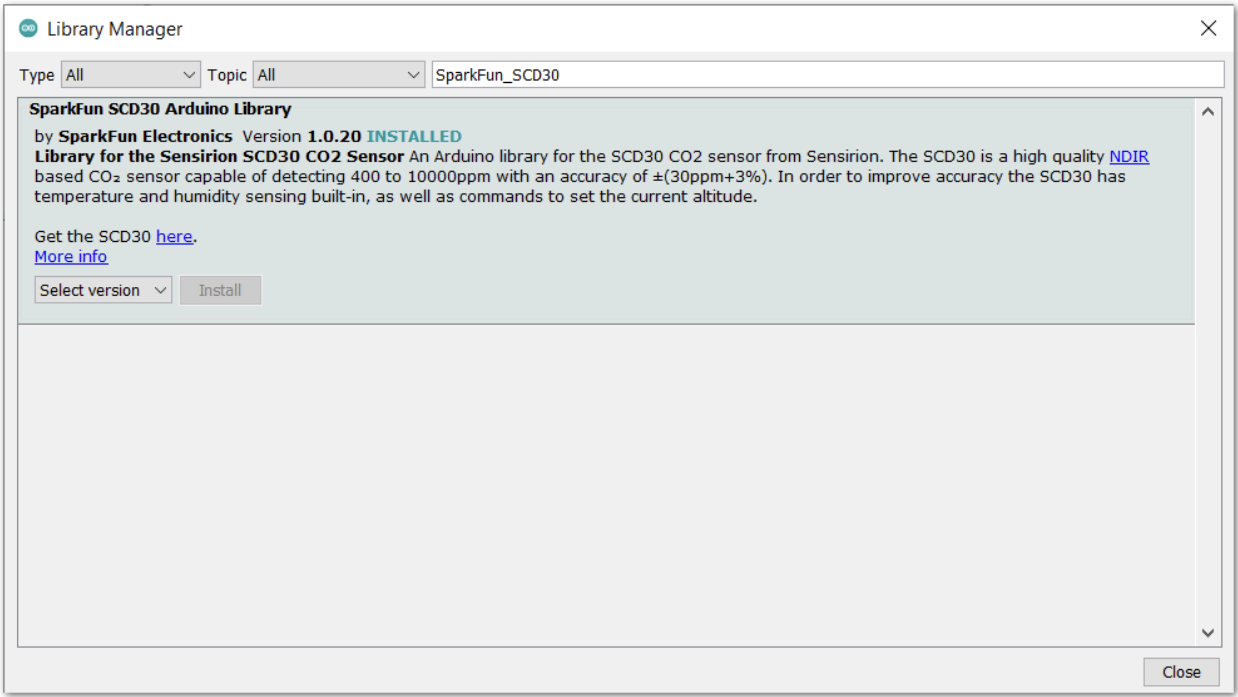 Library Manager
Type All Topic All SparkFun_SCD30
SparkFun SCD30 Arduino Library
by SparkFun Electronics Version 1.0.20 INSTALLED
Library for the Sensirion SCD30 CO2 Sensor An Arduino library for the SCD30 CO2 sensor from Sensirion. The SCD30 is a high quality NDIR
based CO₂ sensor capable of detecting 400 to 10000ppm with an accuracy of ±(30ppm+3%). In order to improve accuracy the SCD30 has
temperature and humidity sensing built-in, as well as commands to set the current altitude.
Get the SCD30 here.
More info
Select version Install
Close